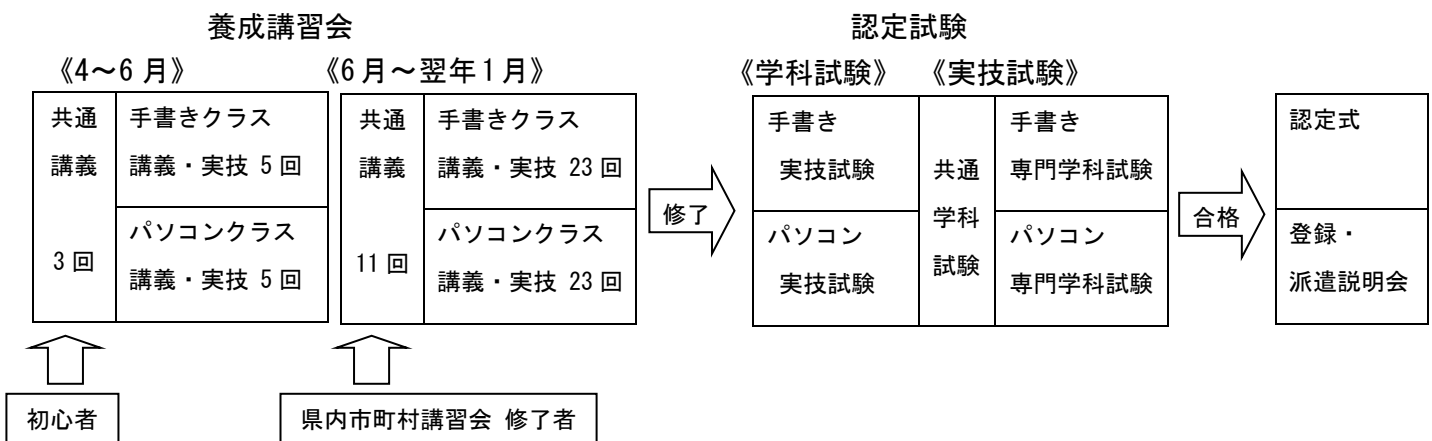 養成講習会
認定試験
《4～6 月》
《6 月～翌年 1 月》
《学科試験》
《実技試験》
共通
講義
3 回
手書きクラス
講義・実技 5 回
パソコンクラス
講義・実技 5 回
共通
講義
11 回
手書きクラス
講義・実技 23 回
パソコンクラス
講義・実技 23 回
修了
手書き
実技試験
パソコン
実技試験
共通
学科
試験
手書き
専門学科試験
パソコン
専門学科試験
合格
認定式
登録・
派遣説明会
初心者
県内市町村講習会 修了者